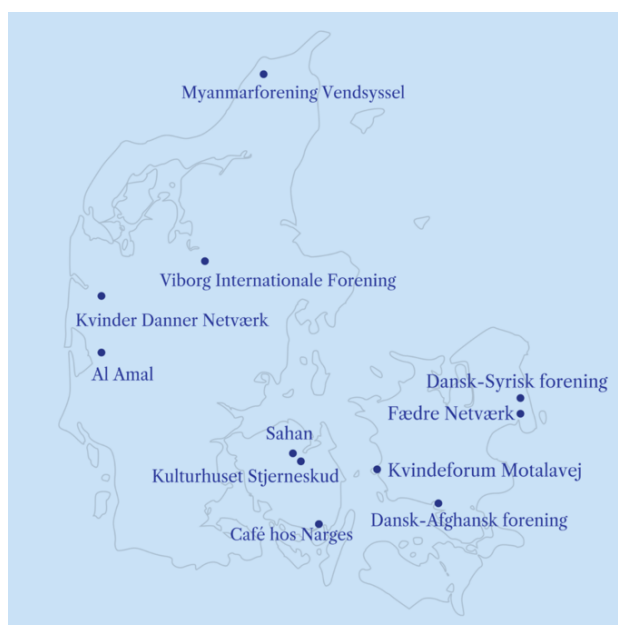 Myanmarforening Vendsyssel
Viborg Internationale Forening
Kvinder Danner Netværk
Al Amal
Dansk-Syrisk forening
Fædre Netværk
Sahan
Kulturhuset Stjerneskud
Kvindeforum Motalavej
Dansk-Afghansk forening
Café hos Narges